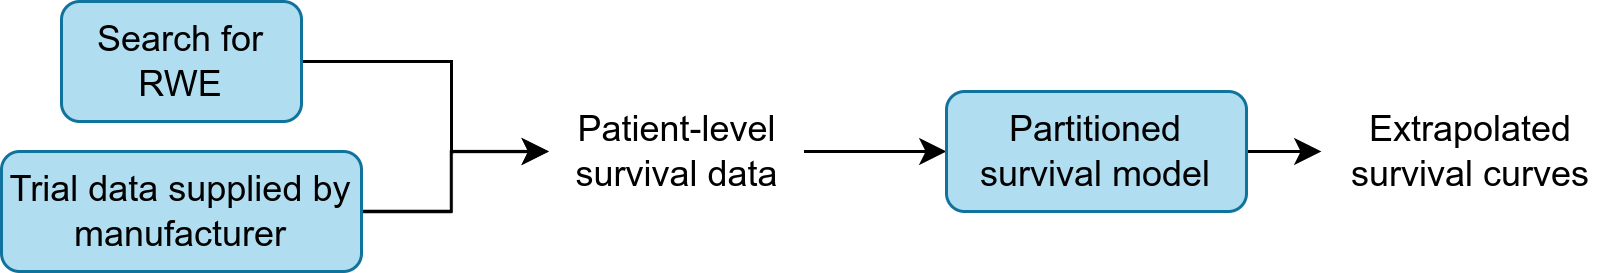 Search for
RWE
Trial data supplied by
manufacturer
Patient-level
survival data
Partitioned
survival model
Extrapolated
survival curves